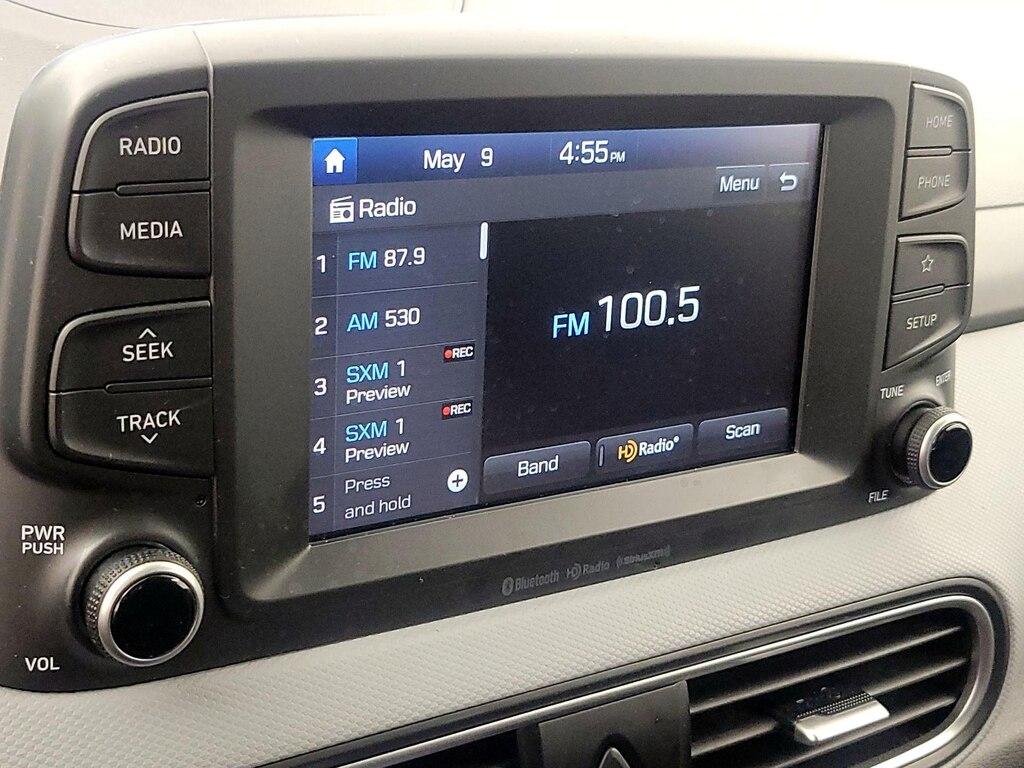 RADIO
MEDIA
SEEK
TRACK
PWR
PUSH
VOL
May 9 4:55PM
Menu
Radio
1 FM 87.9
2 AM 530
REC
3 SXM 1
Preview
REC
4 SXM 1
Preview
5 Press
and hold
FM 100.5
Band
HD Radio®
Scan
Bluetooth HD Radio (((SiriusXM)))
HOME
PHONE
SETUP
TUNE
ENTER
FILE